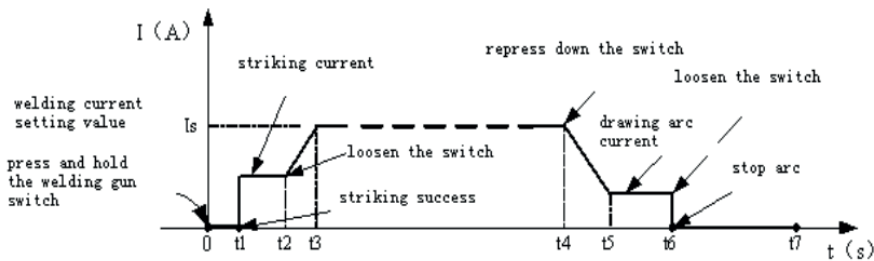 I (A)
repress down the switch
striking current
loosen the switch
welding current
setting value
Is
drawing arc
current
press and hold
the welding gun
switch
loosen the switch
stop arc
striking success
0
t1
t2
t3
t4
t5
t6
t7
t (s)